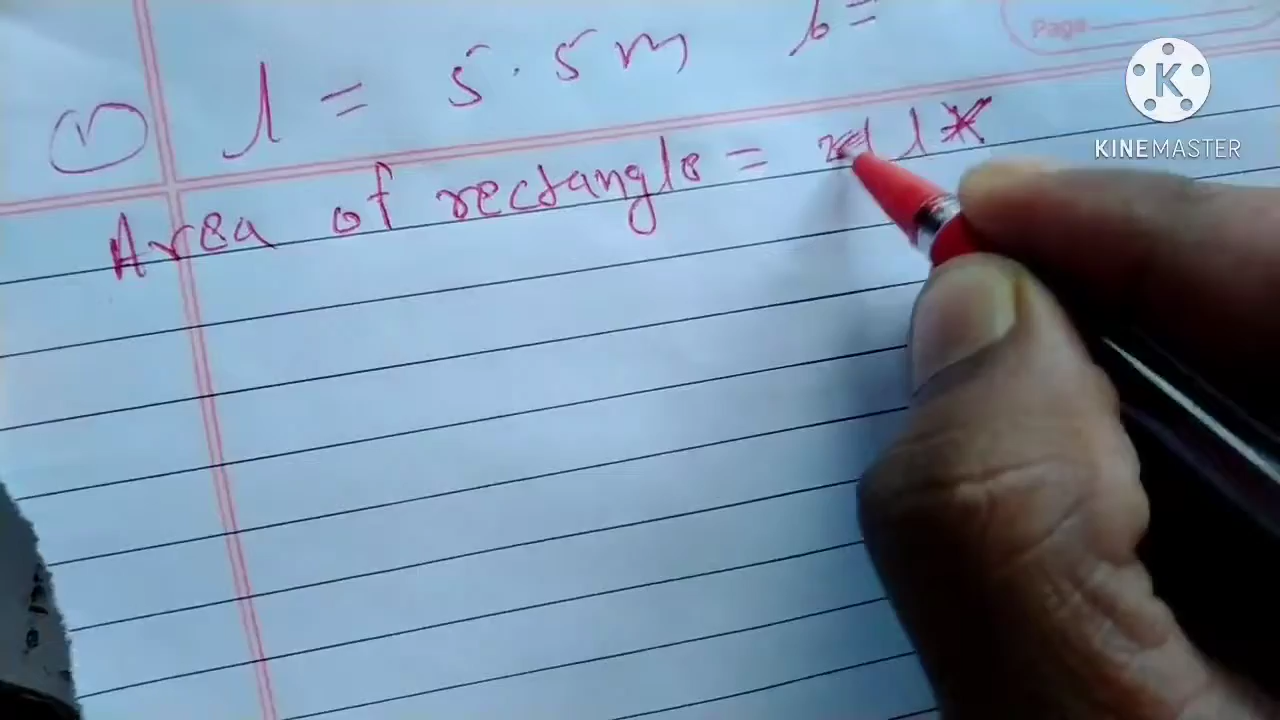 Page
① l = 5.5m b=
K
KINEMASTER
Area of rectangle = l ×